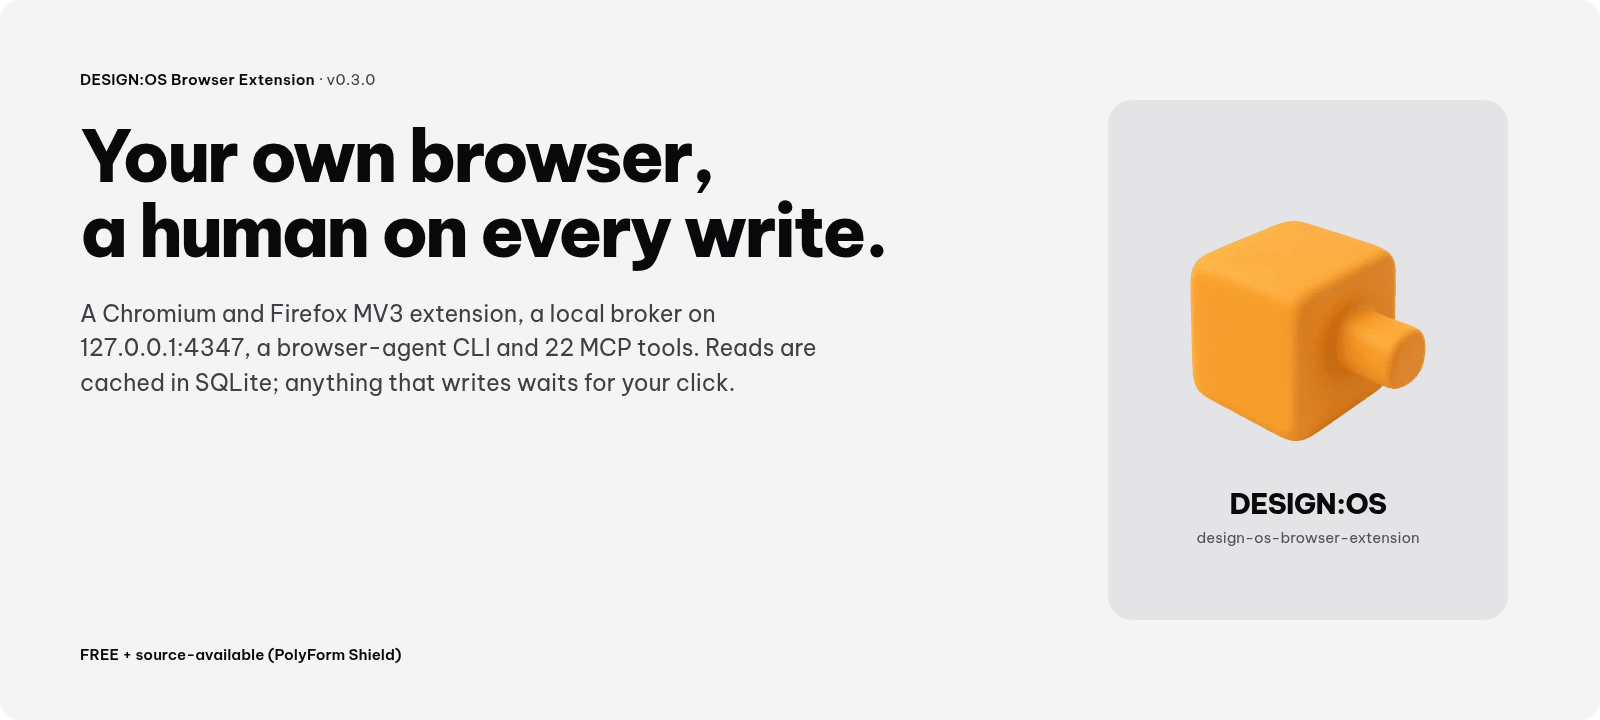 DESIGN:OS Browser Extension · v0.3.0
Your own browser,
a human on every write.
A Chromium and Firefox MV3 extension, a local broker on
127.0.0.1:4347, a browser-agent CLI and 22 MCP tools. Reads are
cached in SQLite; anything that writes waits for your click.
DESIGN:OS
design-os-browser-extension
FREE + source-available (PolyForm Shield)